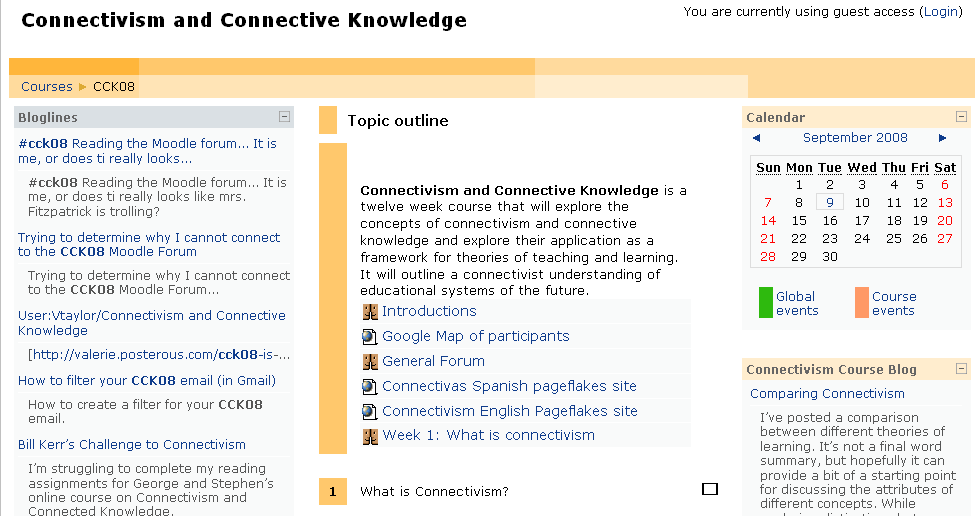 Connectivism and Connective Knowledge
You are currently using guest access (Login)
Courses ► CCK08
Bloglines
#cck08 Reading the Moodle forum... It is
me, or does ti really looks...
#cck08 Reading the Moodle forum... It is
me, or does ti really looks like mrs.
Fitzpatrick is trolling?
Trying to determine why I cannot connect
to the CCK08 Moodle Forum
Trying to determine why I cannot connect
to the CCK08 Moodle Forum...
User:Vtaylor/Connectivism and Connective
Knowledge
[http://valerie.posterous.com/cck08-is-...
How to filter your CCK08 email (in Gmail)
How to create a filter for your CCK08
email.
Bill Kerr's Challenge to Connectivism
I'm struggling to complete my reading
assignments for George and Stephen's
online course on Connectivism and
Connected Knowledge.
Topic outline
Connectivism and Connective Knowledge is a
twelve week course that will explore the
concepts of connectivism and connective
knowledge and explore their application as a
framework for theories of teaching and learning.
It will outline a connectivist understanding of
educational systems of the future.
Introductions
Google Map of participants
General Forum
Connectivas Spanish pageflakes site
Connectivism English Pageflakes site
Week 1: What is connectivism
1 What is Connectivism?
Calendar
◄ September 2008 ►
Sun Mon Tue Wed Thu Fri Sat
1 2 3 4 5 6
7 8 9 10 11 12 13
14 15 16 17 18 19 20
21 22 23 24 25 26 27
28 29 30
Global events
Course events
Connectivism Course Blog
Comparing Connectivism
I've posted a comparison
between different theories of
learning. It's not a final word
summary, but hopefully it can
provide a bit of a starting point
for discussing the attributes of
different concepts. While